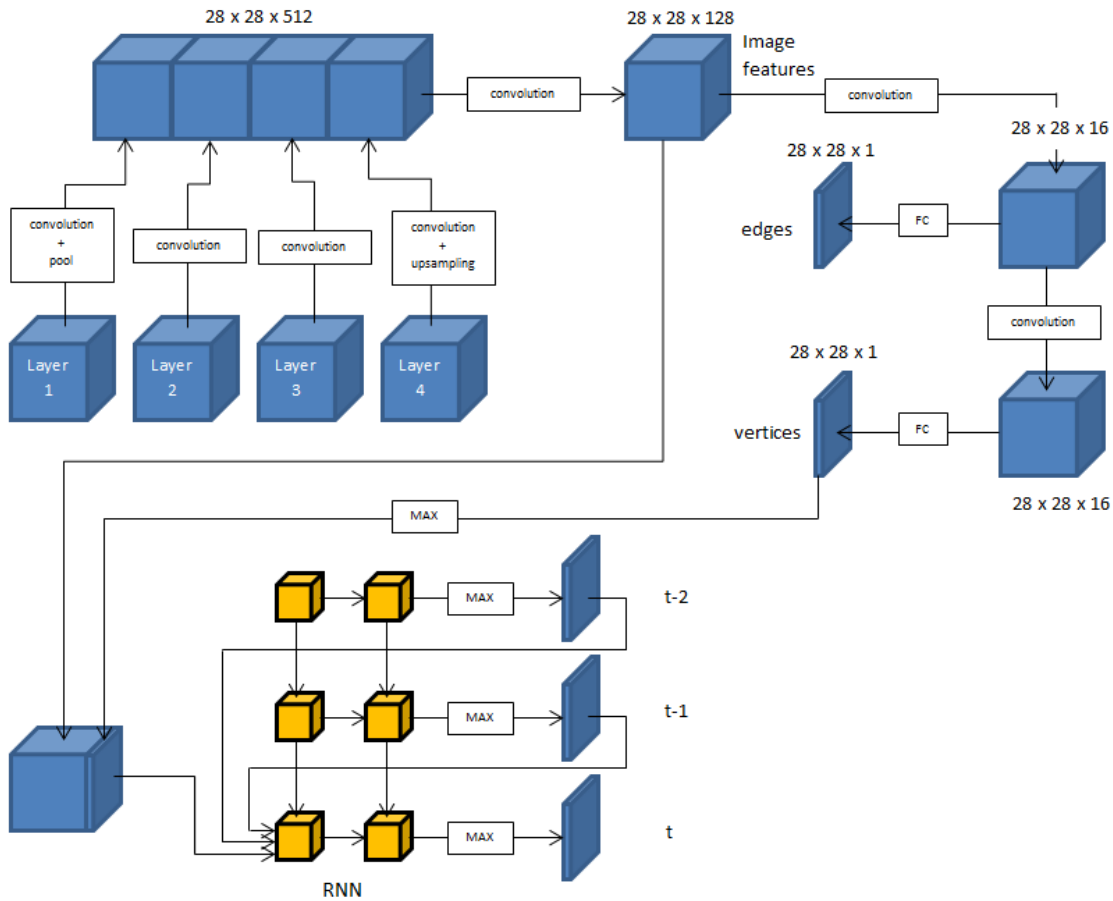 28 x 28 x 512
28 x 28 x 128
Image
features
convolution
convolution
28 x 28 x 16
28 x 28 x 1
edges
FC
convolution
+
pool
convolution
convolution
convolution
+
upsampling
convolution
Layer
1
Layer
2
Layer
3
Layer
4
28 x 28 x 1
vertices
FC
28 x 28 x 16
MAX
MAX
t-2
MAX
t-1
MAX
t
RNN